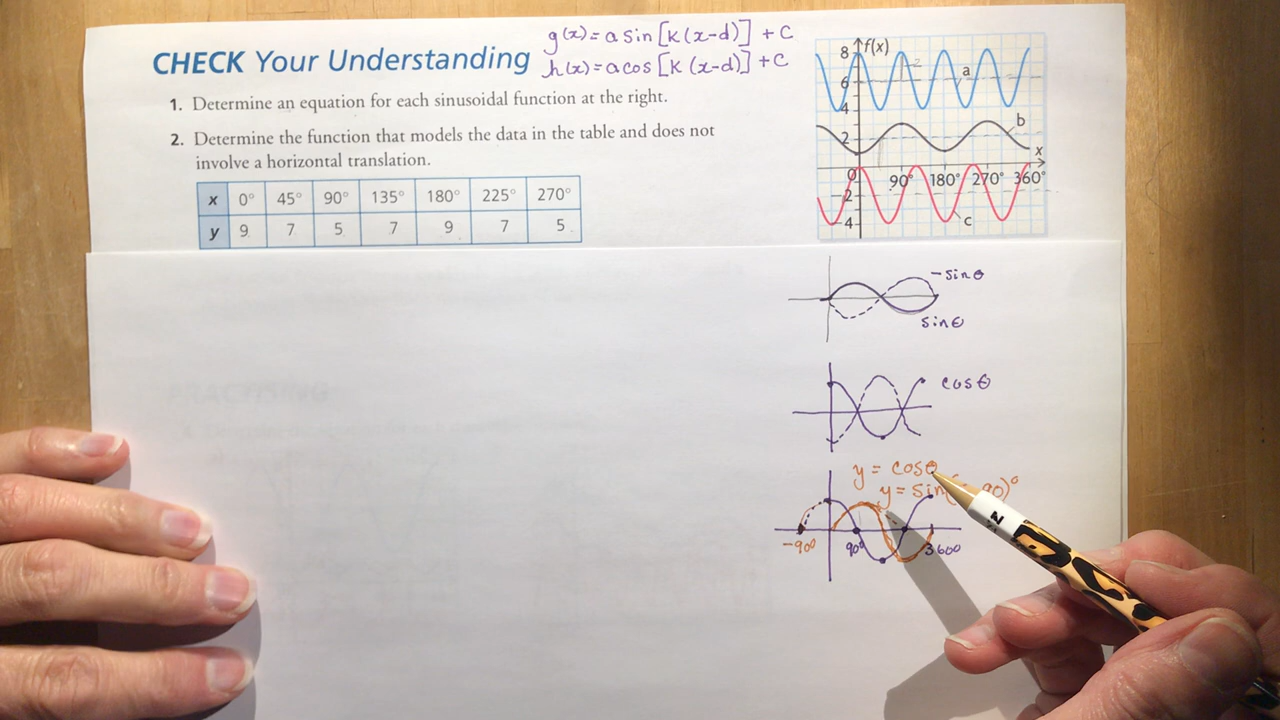 g(x) = a sin [k(x-d)] + c
CHECK Your Understanding
h(x) = a cos [k(x-d)] + c
1. Determine an equation for each sinusoidal function at the right.
2. Determine the function that models the data in the table and does not
involve a horizontal translation.
x 0° 45° 90° 135° 180° 225° 270°
y 9 7 5 7 9 7 5
8 f(x)
a
6
4
b
2
x
0 90° 180° 270° 360°
-2
-4 c
-sinθ
sinθ
cosθ
y = cosθ
y = sin 90)°
-90° 90° 360°